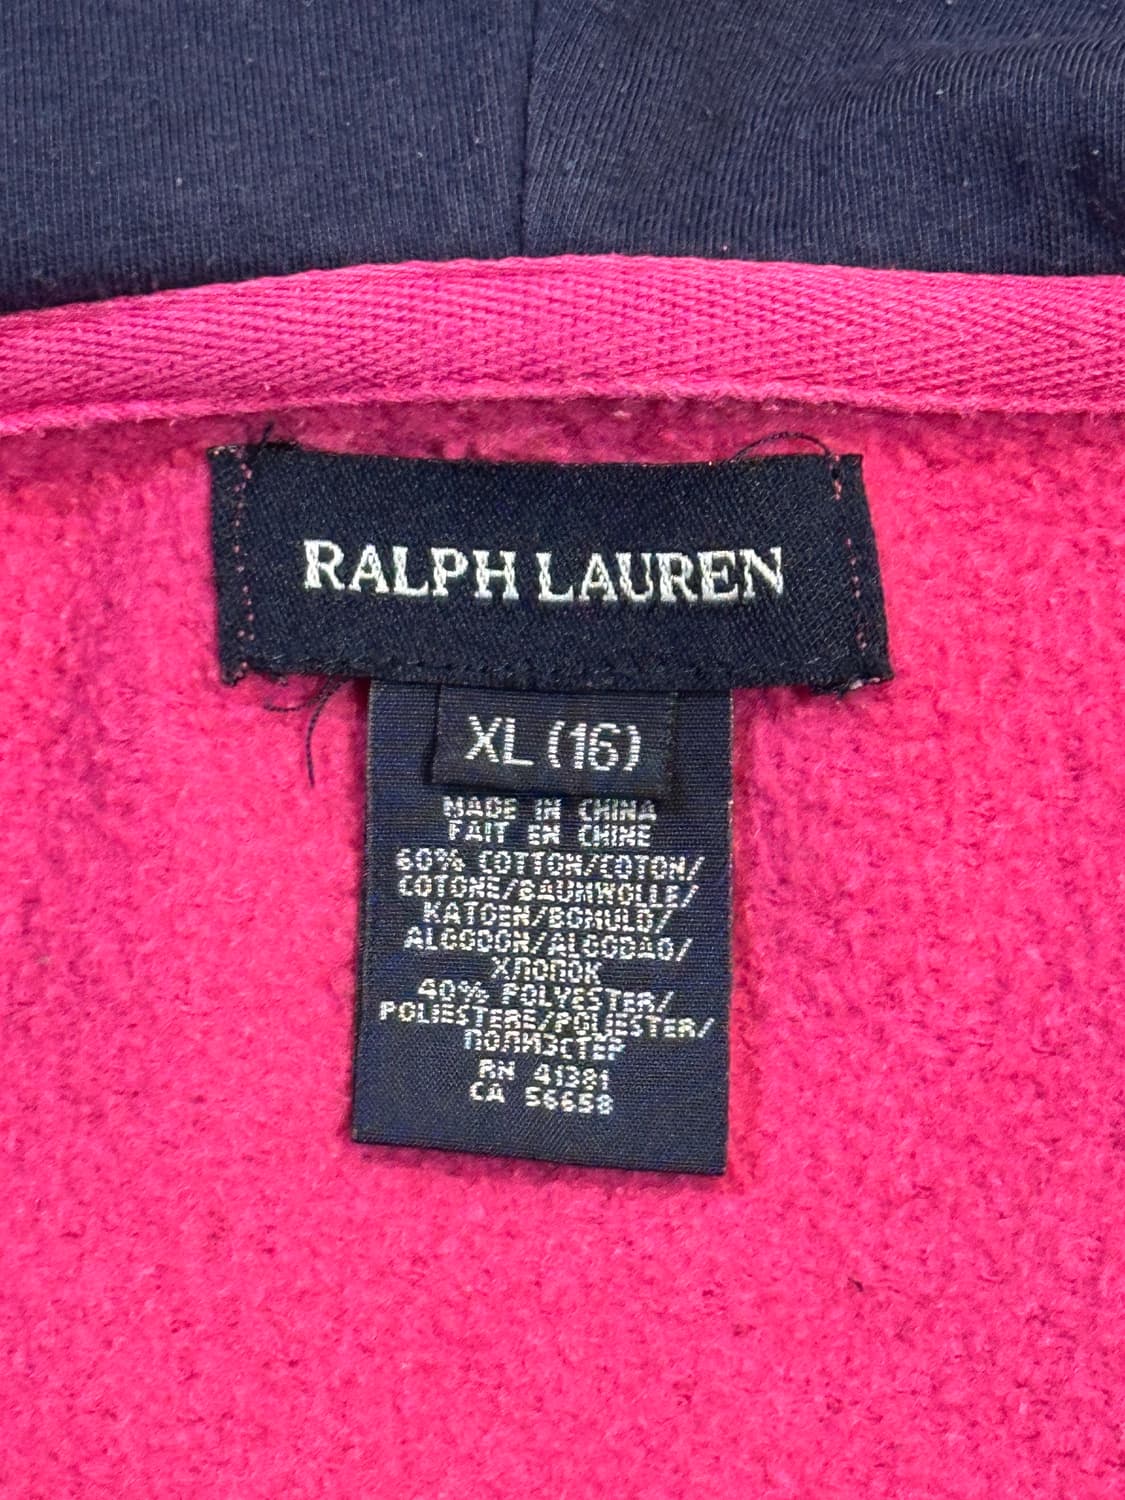 RALPH LAUREN
XL (16)
MADE IN CHINA
FAIT EN CHINE
60% COTTON/COTON/
COTONE/BAUMWOLLE/
KATOEN/BOMULD/
ALGODON/ALGODAO/
ХЛОПОК
40% POLYESTER/
POLIESTERE/POLIESTER/
ПОЛИЭСТЕР
RN 41381
CA 56658